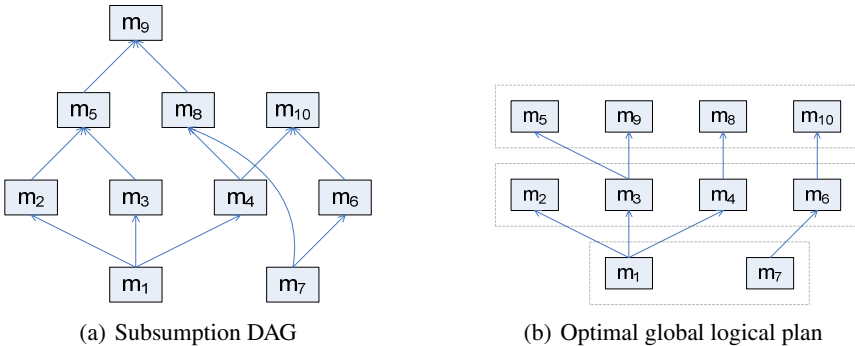 m₉
m₅ m₈ m₁₀
m₂ m₃ m₄ m₆
m₁ m₇
(a) Subsumption DAG
m₅ m₉ m₈ m₁₀
m₂ m₃ m₄ m₆
m₁ m₇
(b) Optimal global logical plan